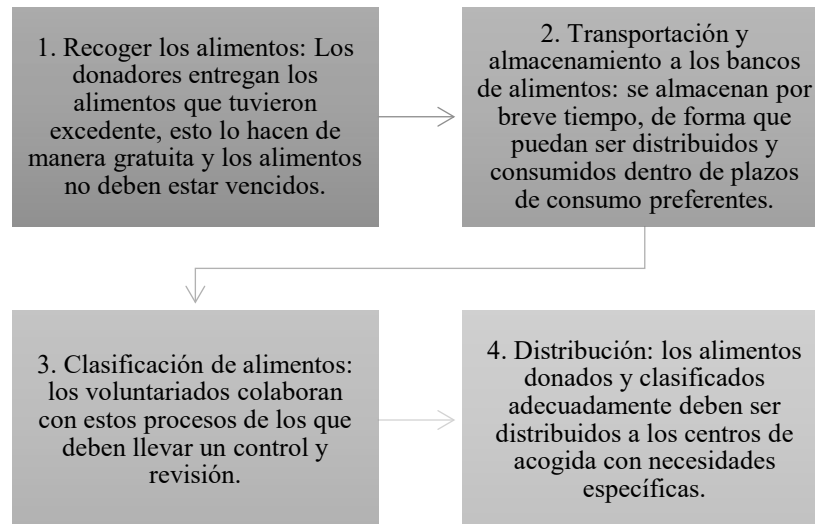 1. Recoger los alimentos: Los
donadores entregan los
alimentos que tuvieron
excedente, esto lo hacen de
manera gratuita y los alimentos
no deben estar vencidos.
2. Transportación y
almacenamiento a los bancos
de alimentos: se almacenan por
breve tiempo, de forma que
puedan ser distribuidos y
consumidos dentro de plazos
de consumo preferentes.
3. Clasificación de alimentos:
los voluntariados colaboran
con estos procesos de los que
deben llevar un control y
revisión.
4. Distribución: los alimentos
donados y clasificados
adecuadamente deben ser
distribuidos a los centros de
acogida con necesidades
específicas.